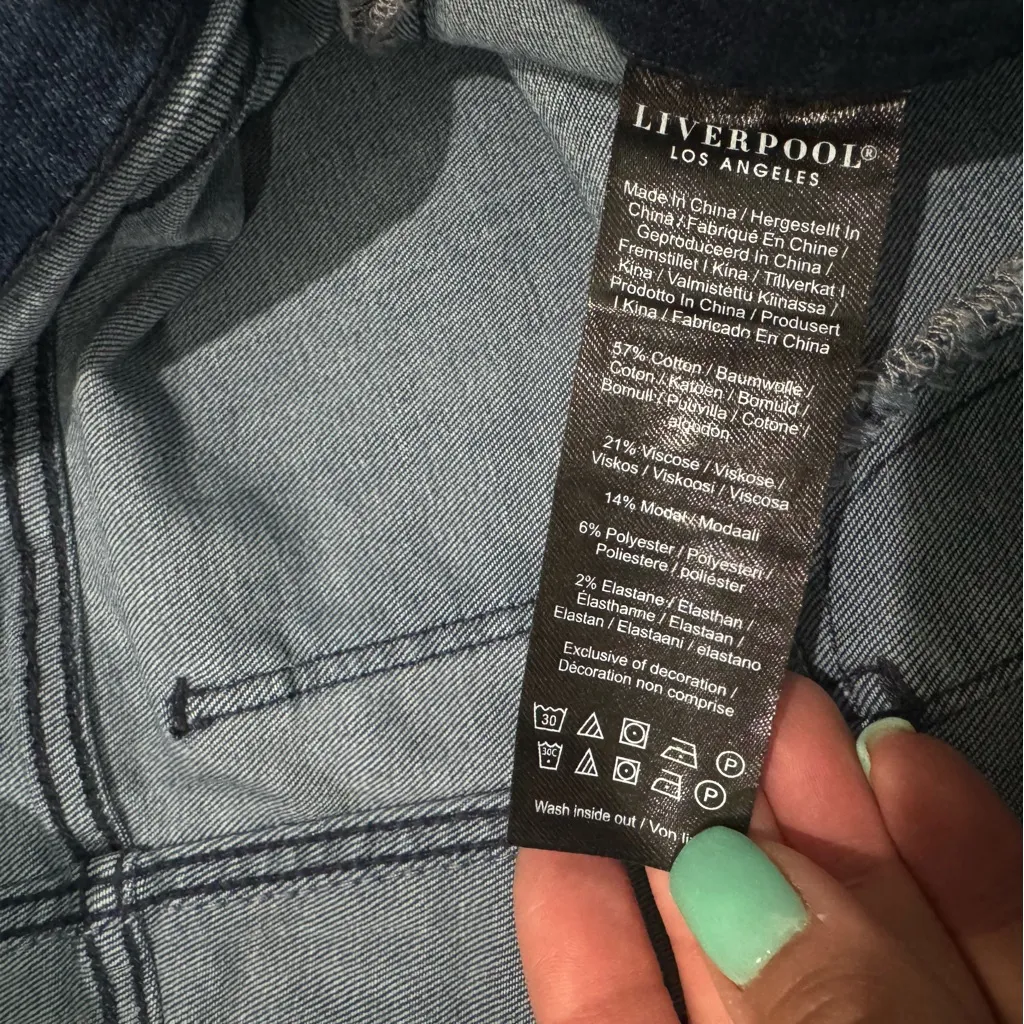 LIVERPOOL®
LOS ANGELES
Made In China / Hergestellt In
China / Fabriqué En Chine /
Geproduceerd In China /
Fremstillet I Kina / Tillverkat I
Kina / Valmistettu Kiinassa /
Prodotto In China / Produsert
I Kina / Fabricado En China
57% Cotton / Baumwolle /
Coton / Katoen / Bomuld /
Bomull / Puuvilla / Cotone /
algodón
21% Viscose / Viskose /
Viskos / Viskoosi / Viscosa
14% Modal / Modaali
6% Polyester / Polyesteri /
Poliestere / poliéster
2% Elastane / Elasthan /
Élasthanne / Elastaan /
Elastan / Elastaani / elastano
Exclusive of decoration /
Décoration non comprise
30 P
30C P
Wash inside out / Von